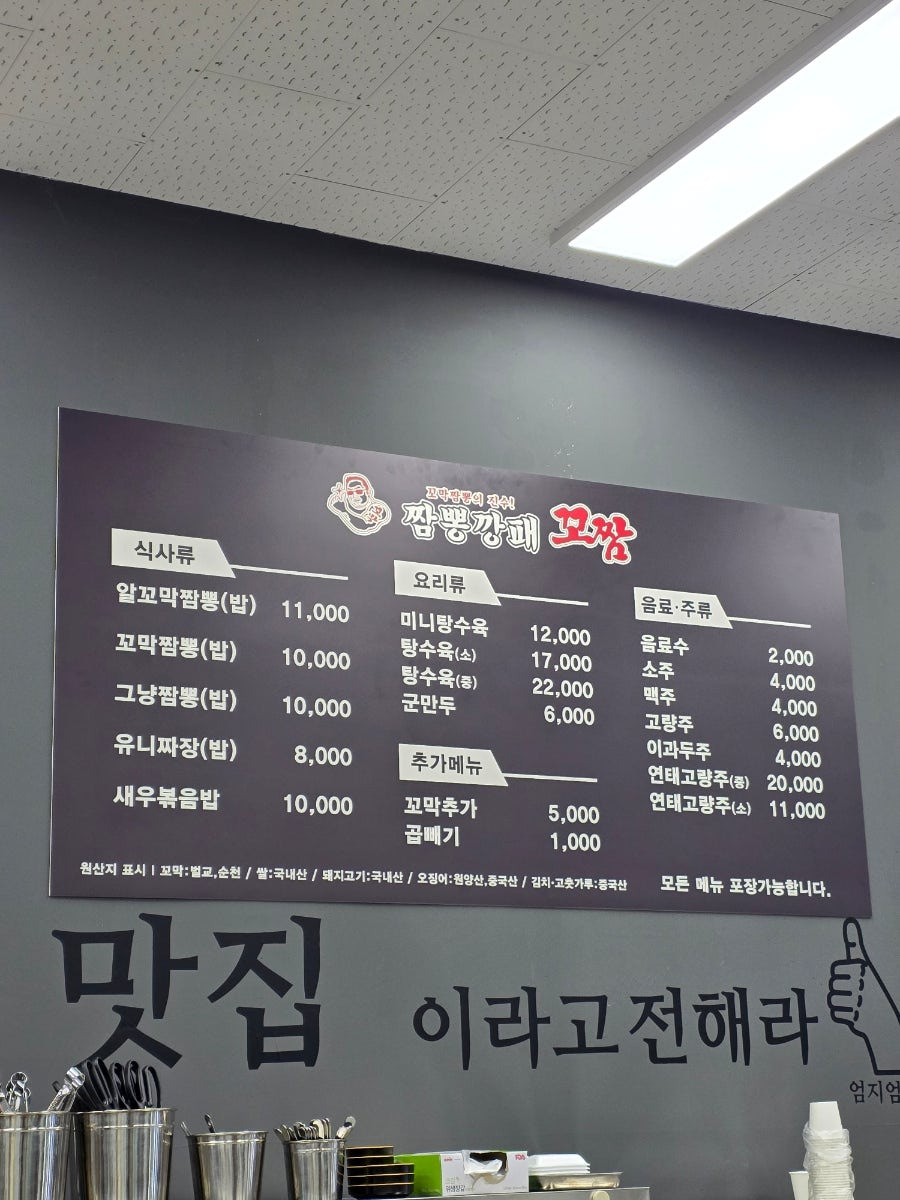 꼬막짬뽕의 진수!
짬뽕깡패 꼬짬
식사류
알꼬막짬뽕(밥) 11,000
꼬막짬뽕(밥) 10,000
그냥짬뽕(밥) 10,000
유니짜장(밥) 8,000
새우볶음밥 10,000
요리류
미니탕수육 12,000
탕수육(소) 17,000
탕수육(중) 22,000
군만두 6,000
추가메뉴
꼬막추가 5,000
곱빼기 1,000
음료·주류
음료수 2,000
소주 4,000
맥주 4,000
고량주 6,000
이과두주 4,000
연태고량주(중) 20,000
연태고량주(소) 11,000
원산지 표시 | 꼬막:벌교,순천 / 쌀:국내산 / 돼지고기:국내산 / 오징어:원양산,중국산 / 김치·고춧가루:중국산
모든 메뉴 포장가능합니다.
맛집 이라고전해라
엄지엄
위생장갑